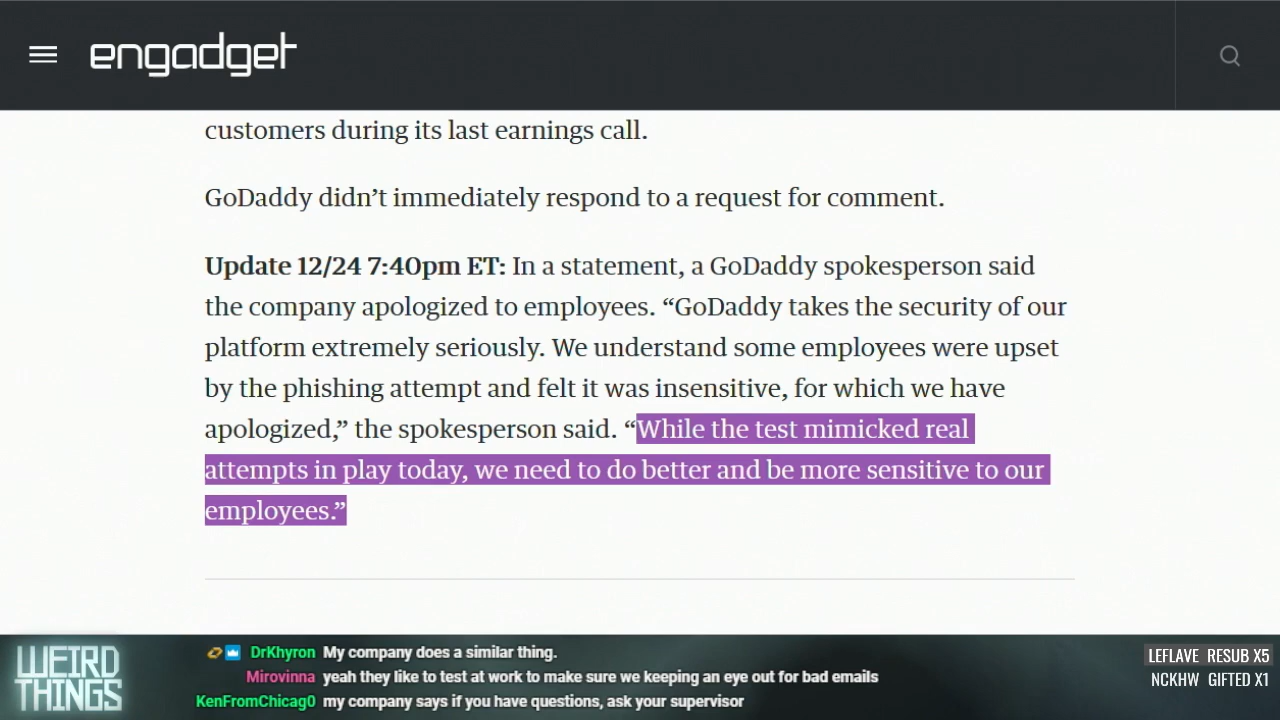 engadget
customers during its last earnings call.
GoDaddy didn’t immediately respond to a request for comment.
Update 12/24 7:40pm ET: In a statement, a GoDaddy spokesperson said
the company apologized to employees. “GoDaddy takes the security of our
platform extremely seriously. We understand some employees were upset
by the phishing attempt and felt it was insensitive, for which we have
apologized,” the spokesperson said. “While the test mimicked real
attempts in play today, we need to do better and be more sensitive to our
employees.”
WEIRD
THINGS
DrKhyron My company does a similar thing.
Mirovinna yeah they like to test at work to make sure we keeping an eye out for bad emails
KenFromChicag0 my company says if you have questions, ask your supervisor
LEFLAVE RESUB X5
NCKHW GIFTED X1